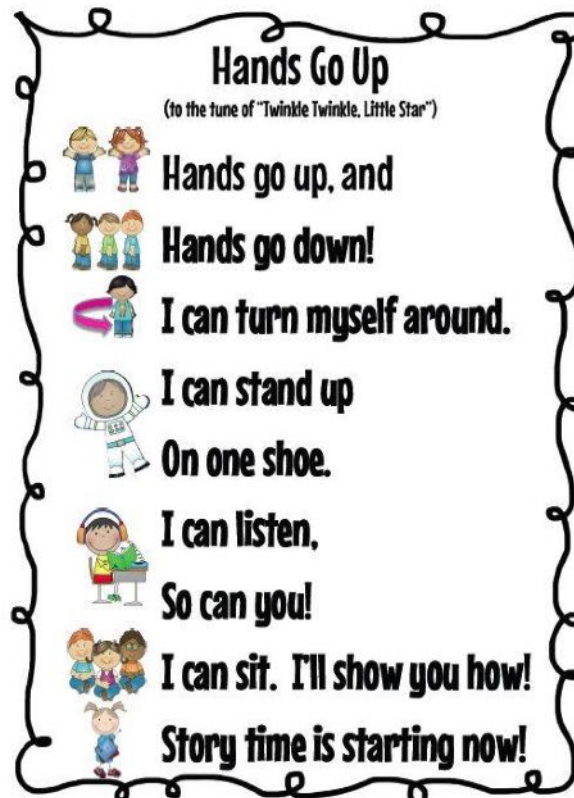 Hands Go Up
(to the tune of "Twinkle Twinkle, Little Star")
Hands go up, and
Hands go down!
I can turn myself around.
I can stand up
On one shoe.
I can listen,
So can you!
I can sit. I'll show you how!
Story time is starting now!